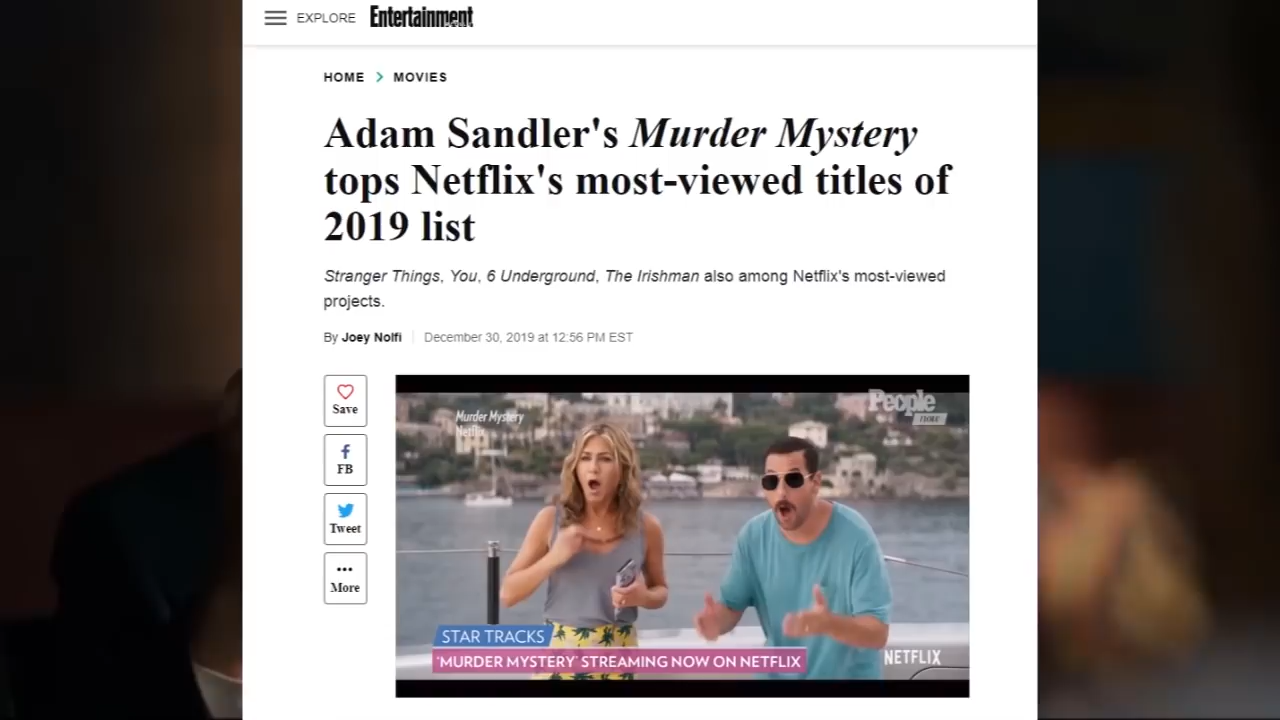 EXPLORE Entertainment
HOME > MOVIES
Adam Sandler's Murder Mystery
tops Netflix's most-viewed titles of
2019 list
Stranger Things, You, 6 Underground, The Irishman also among Netflix's most-viewed
projects.
By Joey Nolfi December 30, 2019 at 12:56 PM EST
Save
FB
Tweet
More
Murder Mystery
Netflix
People
STAR TRACKS
'MURDER MYSTERY' STREAMING NOW ON NETFLIX
NETFLIX